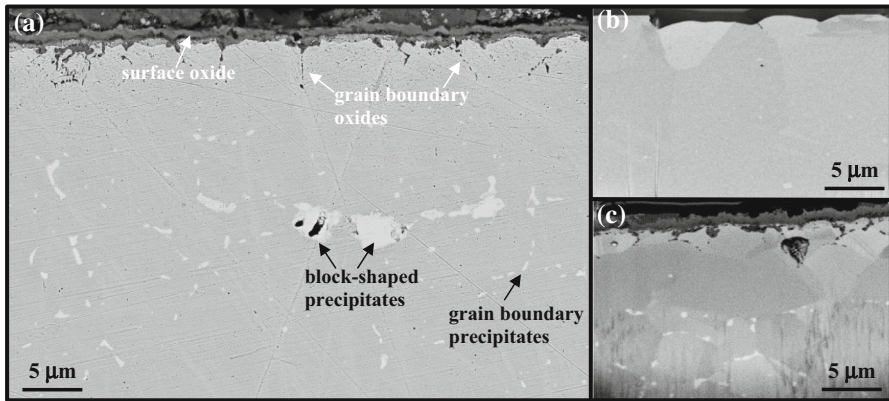 (a)
surface oxide
grain boundary
oxides
block-shaped
precipitates
grain boundary
precipitates
5 µm
(b)
5 µm
(c)
5 µm